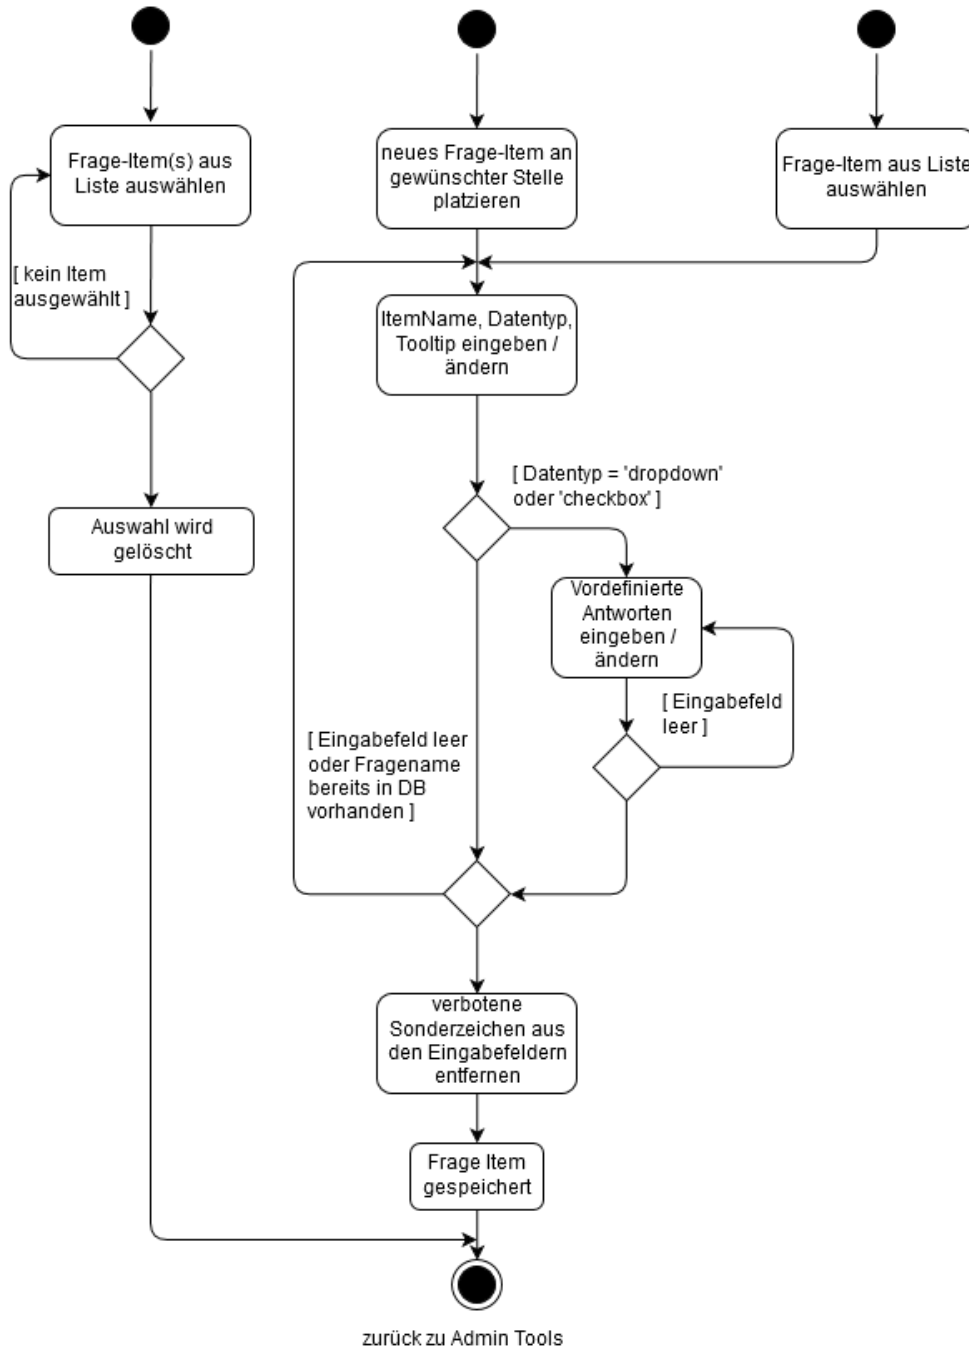 Frage-Item(s) aus
Liste auswählen
[ kein Item
ausgewählt ]
Auswahl wird
gelöscht
neues Frage-Item an
gewünschter Stelle
platzieren
Frage-Item aus Liste
auswählen
ItemName, Datentyp,
Tooltip eingeben /
ändern
[ Datentyp = 'dropdown'
oder 'checkbox' ]
Vordefinierte
Antworten
eingeben /
ändern
[ Eingabefeld
leer ]
[ Eingabefeld leer
oder Fragename
bereits in DB
vorhanden ]
verbotene
Sonderzeichen aus
den Eingabefeldern
entfernen
Frage Item
gespeichert
zurück zu Admin Tools